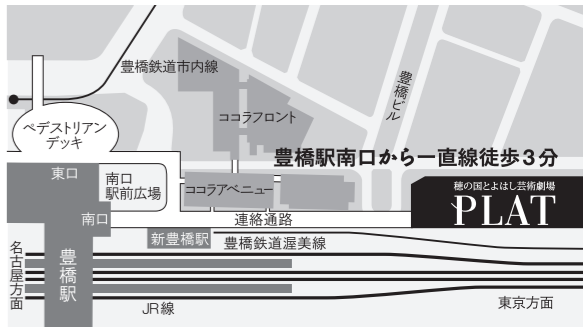 豊橋鉄道市内線
豊橋ビル
ココラフロント
ペデストリアン
デッキ
豊橋駅南口から一直線徒歩3分
東口
南口
駅前広場
ココラアベニュー
穂の国とよはし芸術劇場
PLAT
南口
連絡通路
新豊橋駅
豊橋鉄道渥美線
名古屋方面
豊橋駅
JR線
東京方面